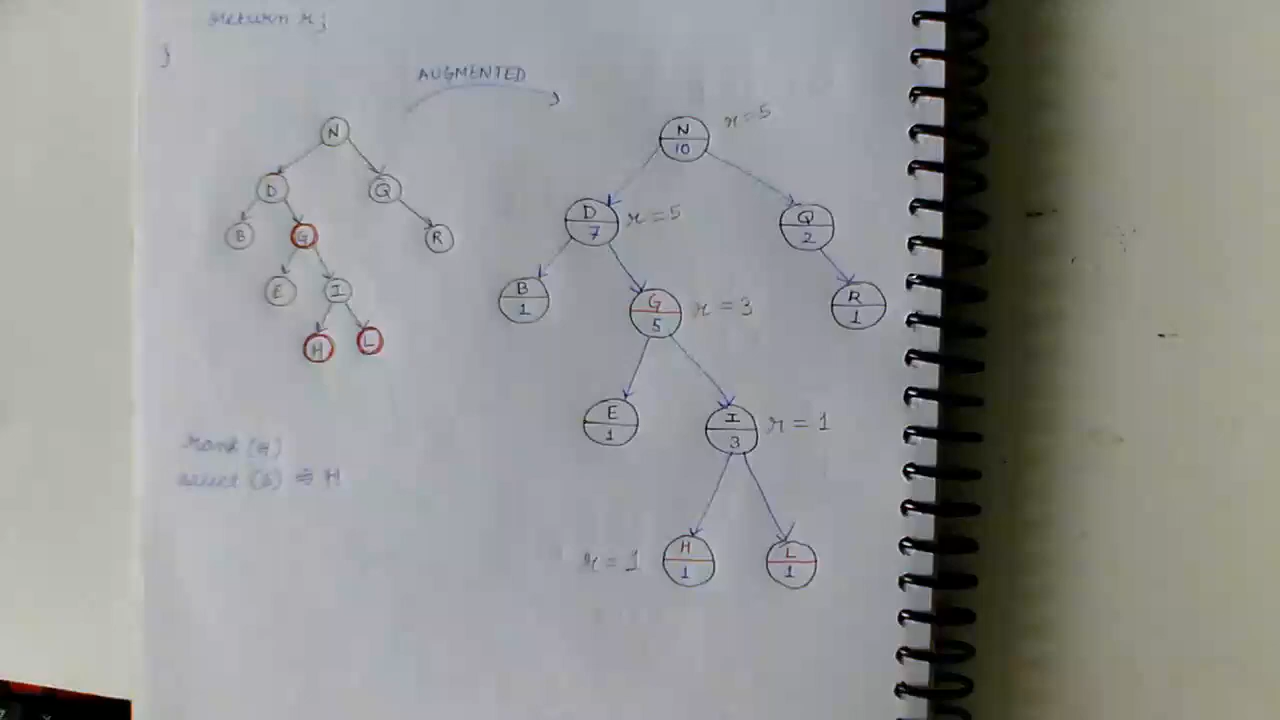 return r;
}
AUGMENTED
N
D
Q
B
G
R
E
I
H
L
N
10
r = 5
D
7
r = 5
Q
2
B
1
G
5
r = 3
R
1
E
1
I
3
r = 1
rank (H)
select (5) ⇒ H
r = 1
H
1
L
1